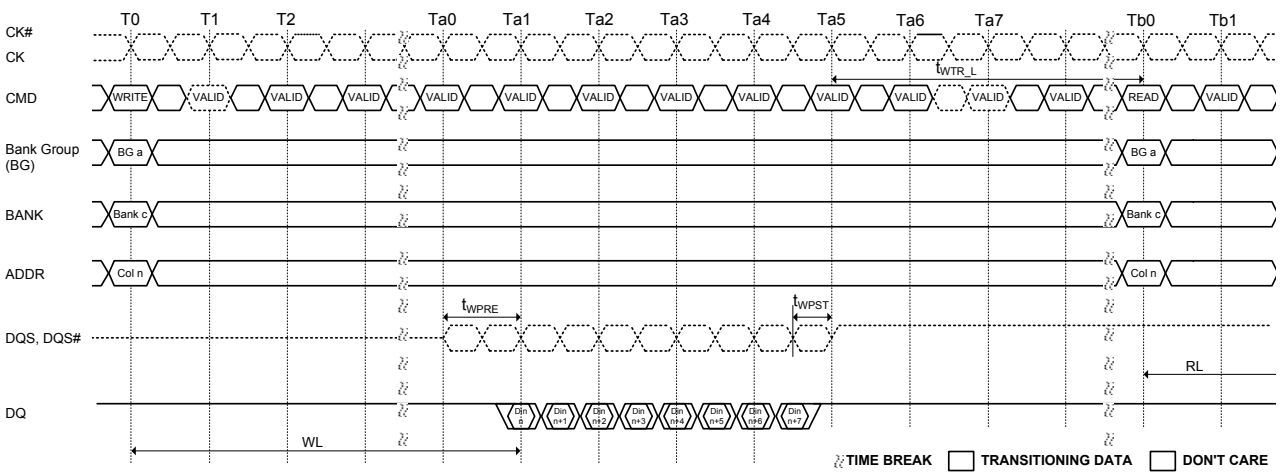 T0 T1 T2 Ta0 Ta1 Ta2 Ta3 Ta4 Ta5 Ta6 Ta7 Tb0 Tb1
CK#
CK
tWTR_L
CMD WRITE VALID VALID VALID VALID VALID VALID VALID VALID VALID VALID VALID VALID READ VALID
Bank Group
(BG)
BG a BG a
BANK Bank c Bank c
ADDR Col n Col n
tWPRE tWPST
DQS, DQS#
RL
DQ
Din n Din n+1 Din n+2 Din n+3 Din n+4 Din n+5 Din n+6 Din n+7
WL
TIME BREAK TRANSITIONING DATA DON'T CARE